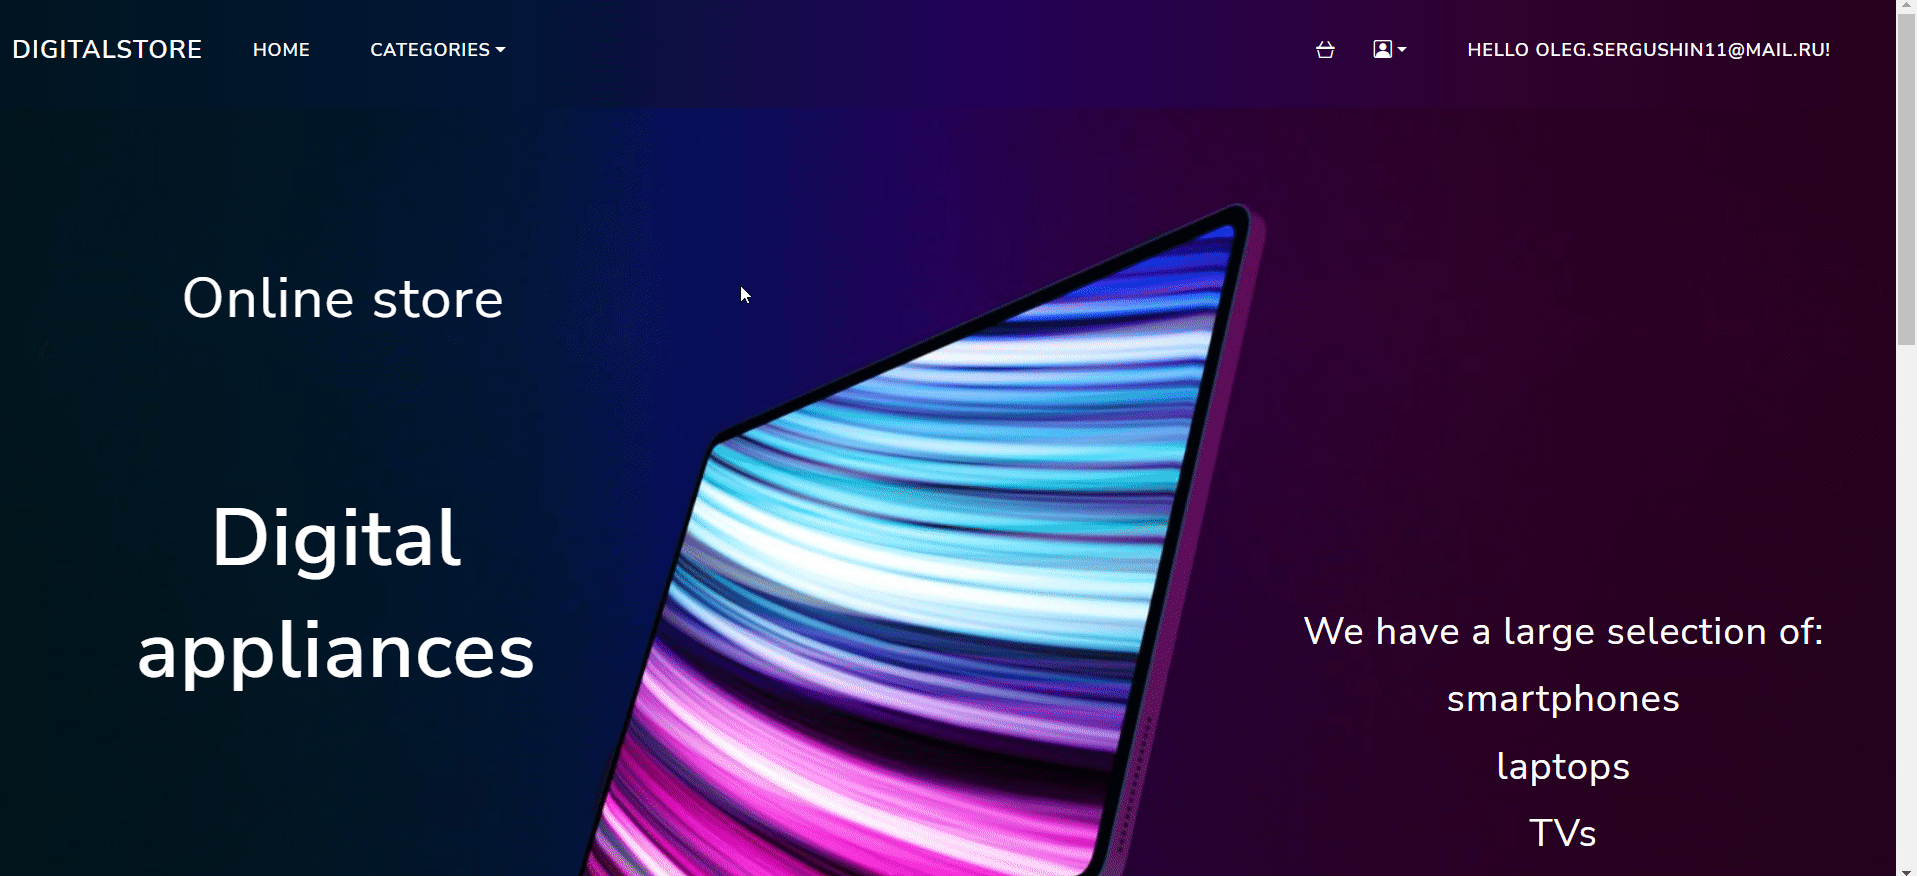 DIGITALSTORE HOME CATEGORIES HELLO OLEG.SERGUSHIN11@MAIL.RU!
Online store
Digital
appliances
We have a large selection of:
smartphones
laptops
TVs